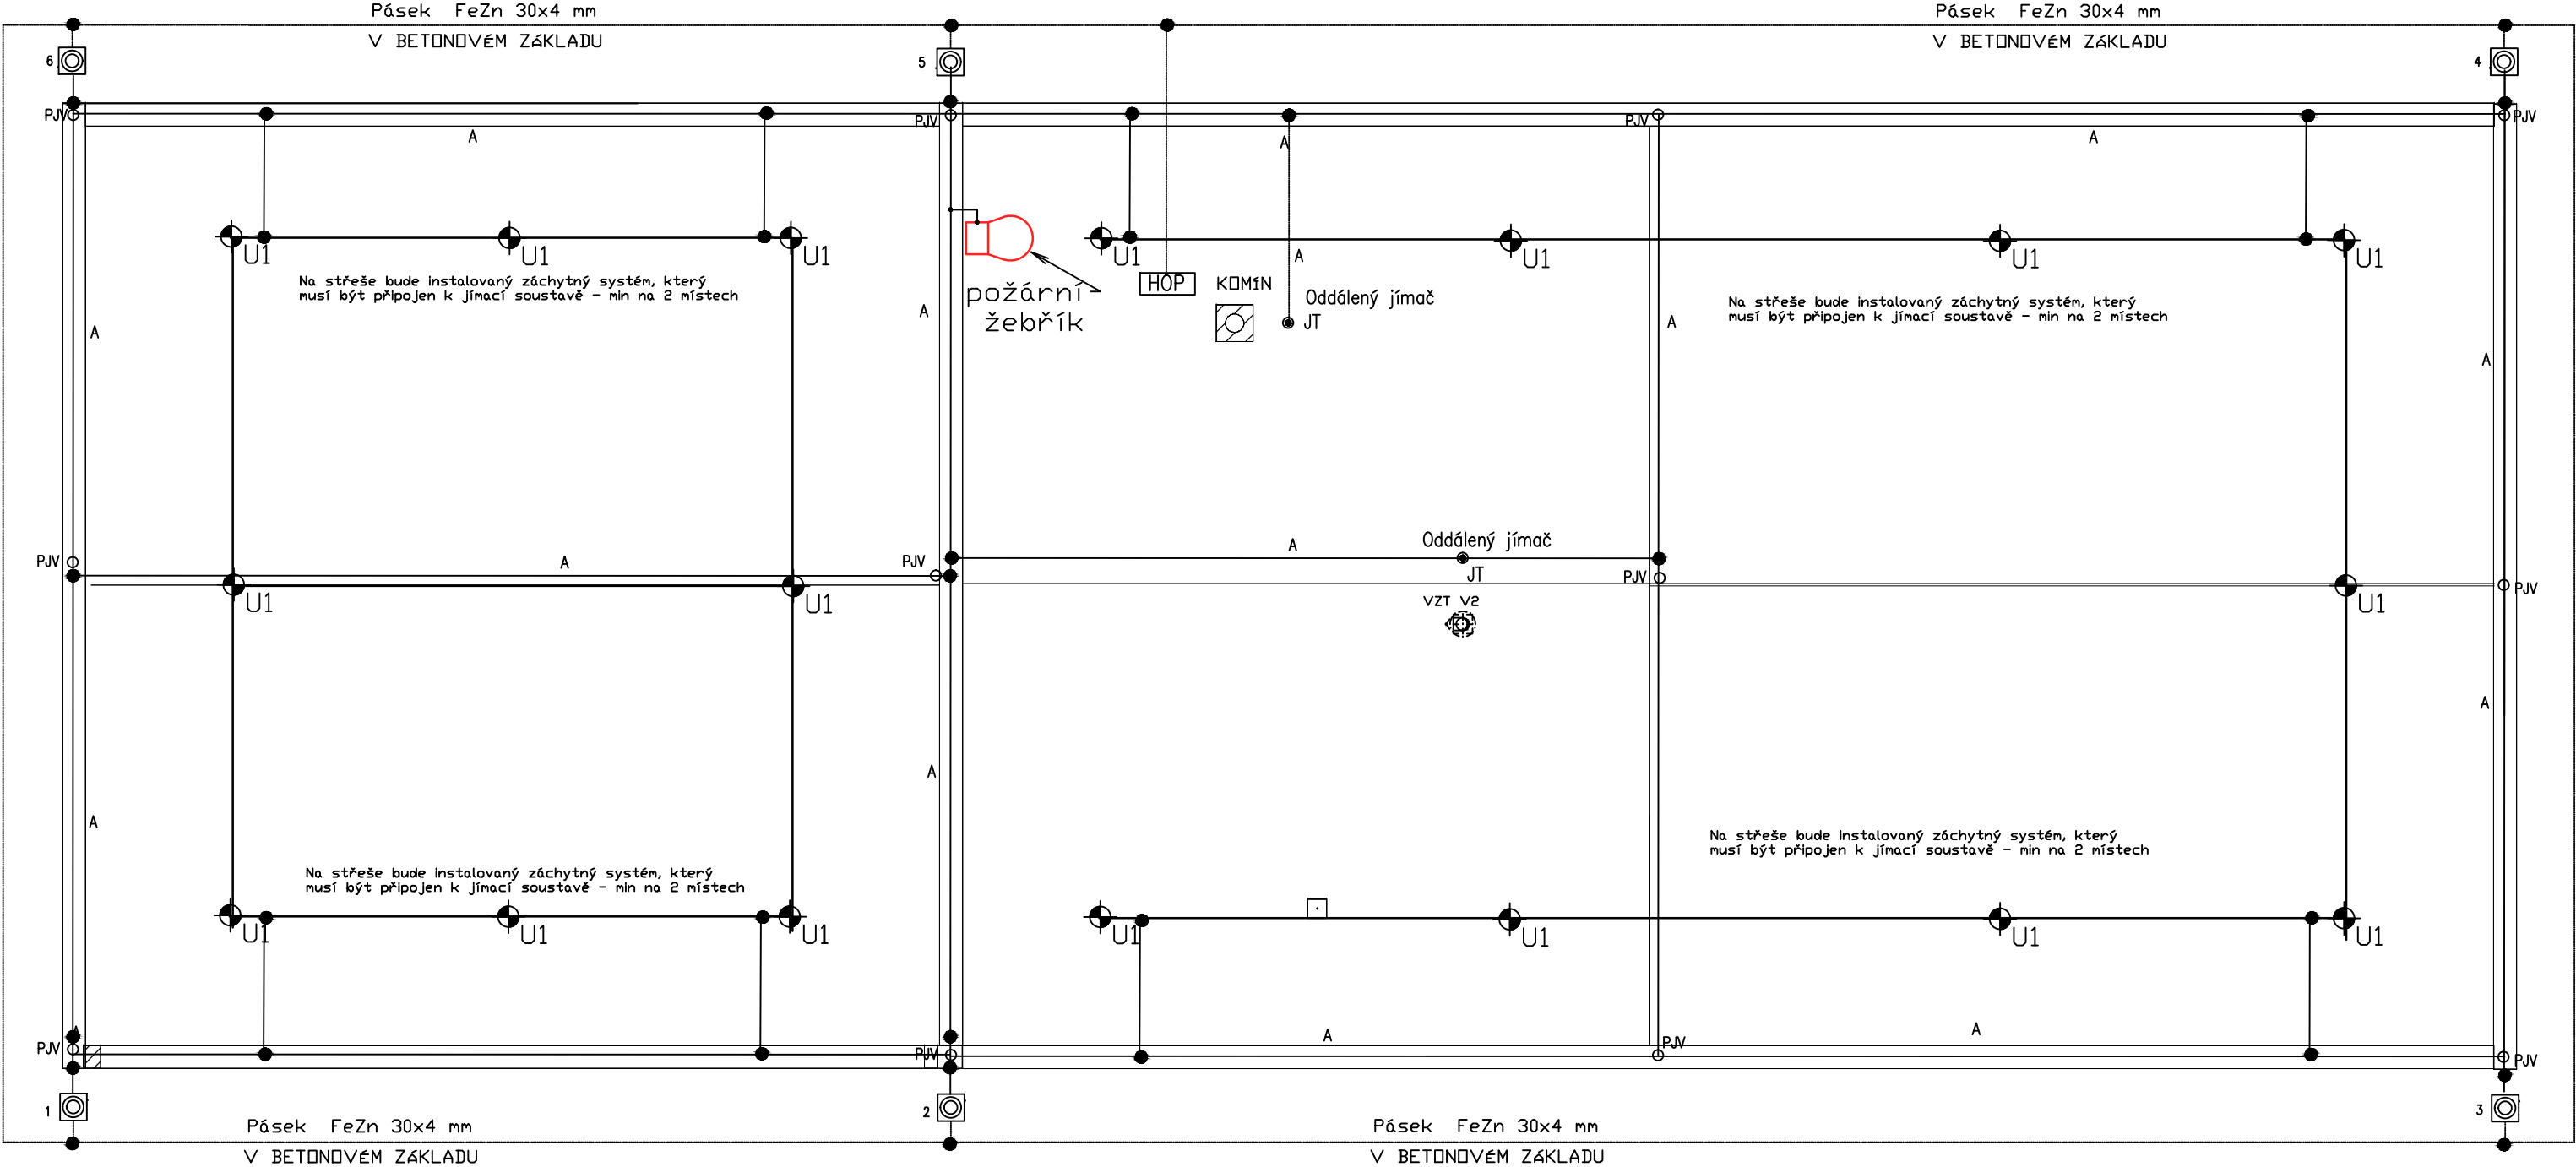 Pásek FeZn 30x4 mm
V BETONOVÉM ZÁKLADU
Pásek FeZn 30x4 mm
V BETONOVÉM ZÁKLADU
6
5
4
PJV
PJV
PJV
PJV
A
A
A
U1
U1
U1
U1
U1
U1
U1
A
Na střeše bude instalovaný záchytný systém, který
musí být připojen k jímací soustavě - min na 2 místech
požární
žebřík
HOP
KOMÍN
Oddálený jímač
JT
Na střeše bude instalovaný záchytný systém, který
musí být připojen k jímací soustavě - min na 2 místech
A
A
A
A
PJV
A
PJV
A
Oddálený jímač
JT
PJV
PJV
U1
U1
U1
VZT V2
A
A
A
Na střeše bude instalovaný záchytný systém, který
musí být připojen k jímací soustavě - min na 2 místech
Na střeše bude instalovaný záchytný systém, který
musí být připojen k jímací soustavě - min na 2 místech
U1
U1
U1
U1
U1
U1
U1
A
PJV
PJV
A
PJV
A
PJV
1
2
3
Pásek FeZn 30x4 mm
V BETONOVÉM ZÁKLADU
Pásek FeZn 30x4 mm
V BETONOVÉM ZÁKLADU